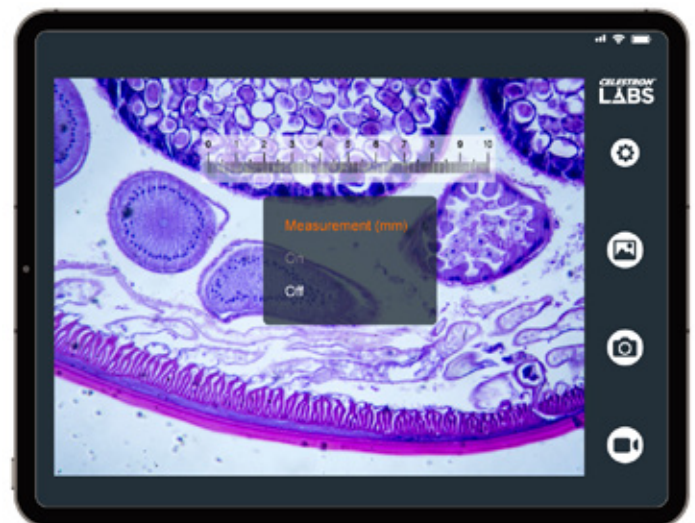 CELESTRON
LABS
0 1 2 3 4 5 6 7 8 9 10
Measurement (mm)
On
Off